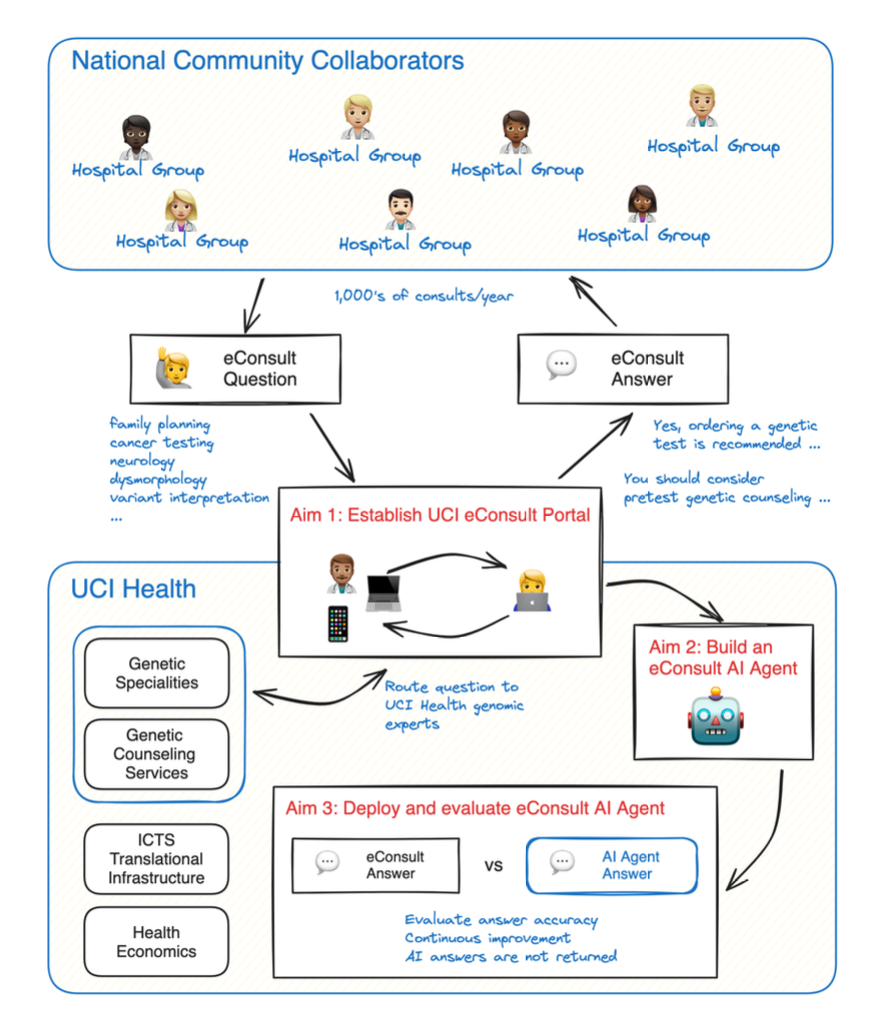 National Community Collaborators
Hospital Group
Hospital Group
Hospital Group
Hospital Group
Hospital Group
Hospital Group
Hospital Group
1,000's of consults/year
eConsult
Question
eConsult
Answer
family planning
cancer testing
neurology
dysmorphology
variant interpretation
...
Yes, ordering a genetic
test is recommended ...
You should consider
pretest genetic counseling ...
Aim 1: Establish UCI eConsult Portal
UCI Health
Genetic
Specialities
Genetic
Counseling
Services
Route question to
UCI Health genomic
experts
Aim 2: Build an
eConsult AI Agent
ICTS
Translational
Infrastructure
Health
Economics
Aim 3: Deploy and evaluate eConsult AI Agent
eConsult
Answer
vs
AI Agent
Answer
Evaluate answer accuracy
Continuous improvement
AI answers are not returned